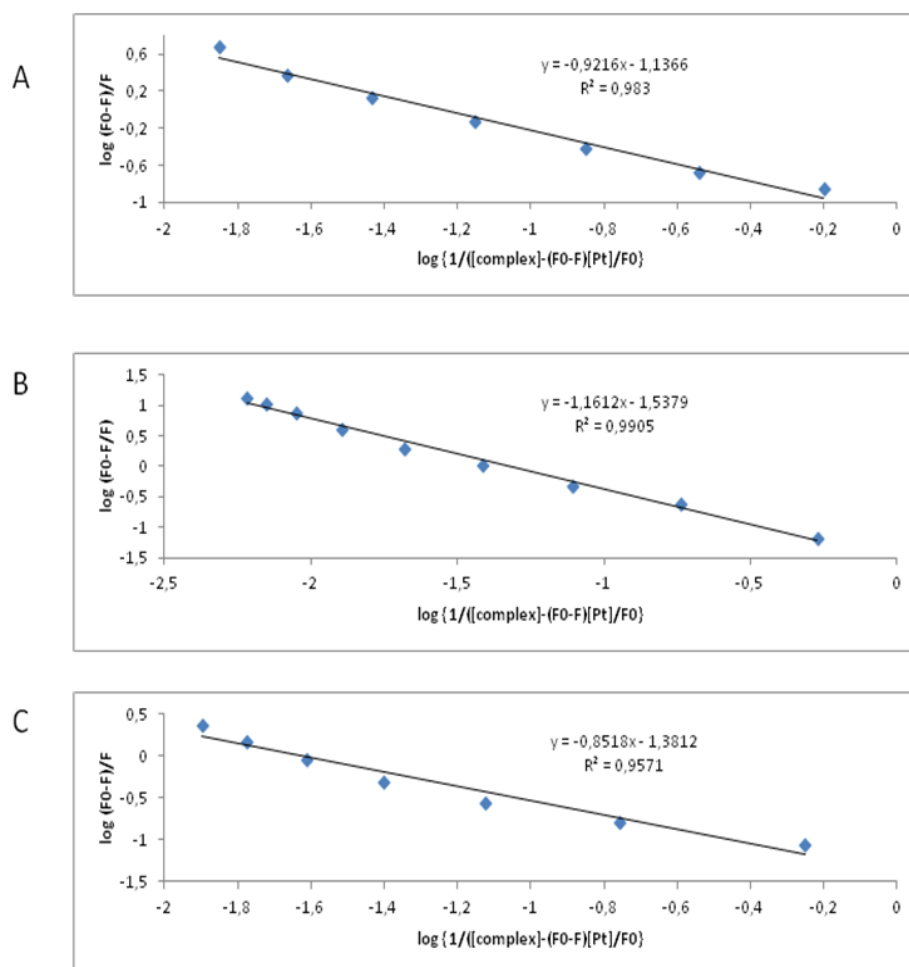 A
log (F0-F)/F
0,6
0,2
-0,2
-0,6
-1
y = -0,9216x - 1,1366
R² = 0,983
-2 -1,8 -1,6 -1,4 -1,2 -1 -0,8 -0,6 -0,4 -0,2 0
log {1/([complex]-(F0-F)[Pt]/F0}
B
log (F0-F/F)
1,5
1
0,5
0
-0,5
-1
-1,5
y = -1,1612x - 1,5379
R² = 0,9905
-2,5 -2 -1,5 -1 -0,5 0
log {1/([complex]-(F0-F)[Pt]/F0}
C
log (F0-F)/F
0,5
0
-0,5
-1
-1,5
y = -0,8518x - 1,3812
R² = 0,9571
-2 -1,8 -1,6 -1,4 -1,2 -1 -0,8 -0,6 -0,4 -0,2 0
log {1/([complex]-(F0-F)[Pt]/F0}